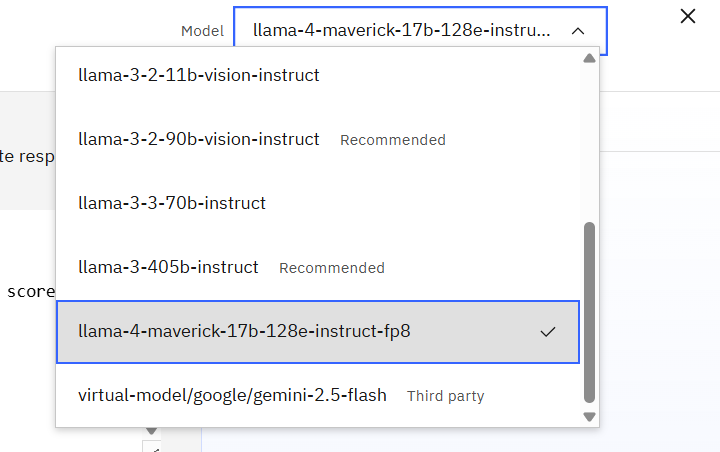 Model llama-4-maverick-17b-128e-instru...
llama-3-2-11b-vision-instruct
llama-3-2-90b-vision-instruct Recommended
te resp
llama-3-3-70b-instruct
llama-3-405b-instruct Recommended
score
llama-4-maverick-17b-128e-instruct-fp8
virtual-model/google/gemini-2.5-flash Third party